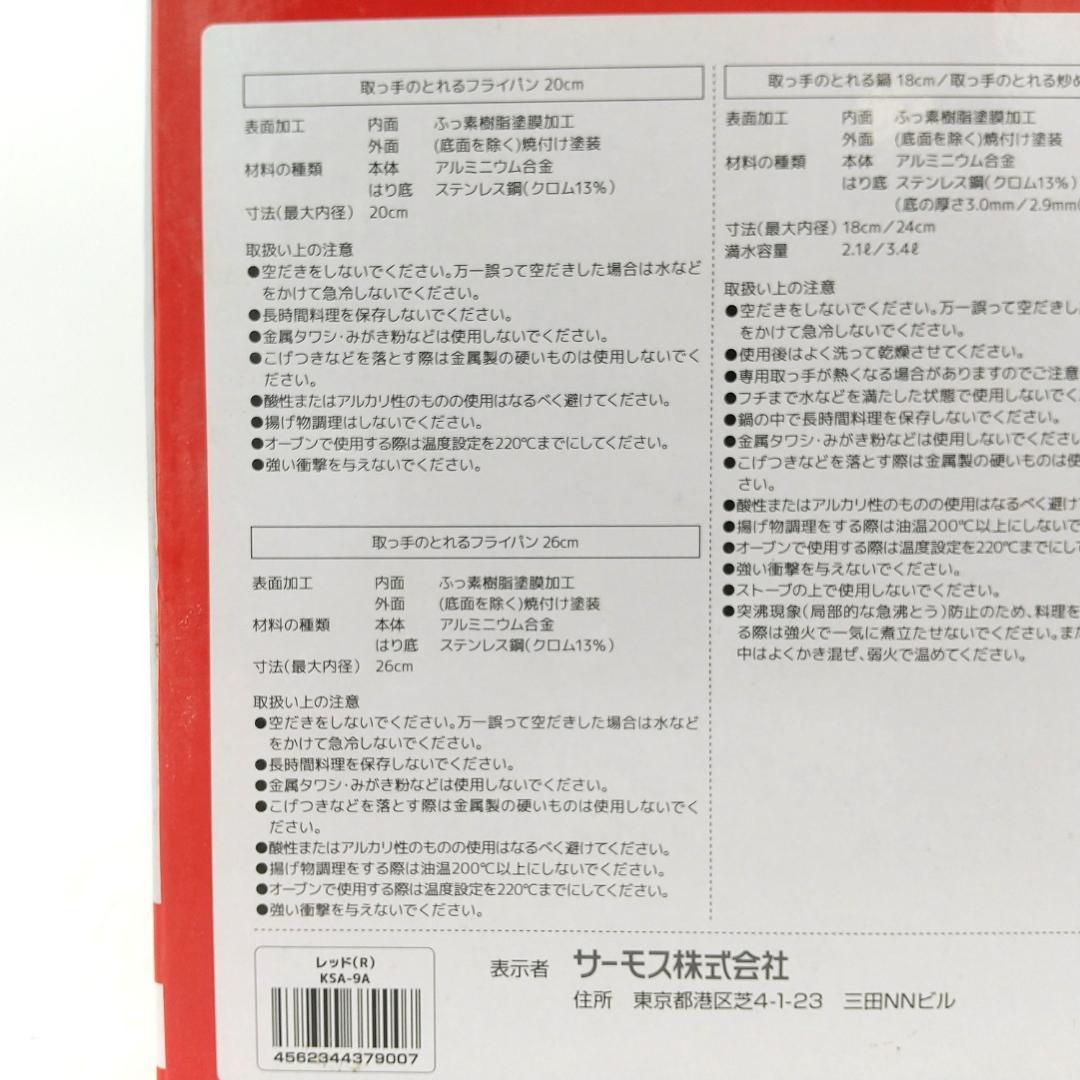 取っ手のとれるフライパン 20cm
表面加工 内面 ふっ素樹脂塗膜加工
外面 (底面を除く)焼付け塗装
材料の種類 本体 アルミニウム合金
はり底 ステンレス鋼(クロム13%)
寸法(最大内径) 20cm
取扱い上の注意
●空だきをしないでください。万一誤って空だきした場合は水など
をかけて急冷しないでください。
●長時間料理を保存しないでください。
●金属タワシ・みがき粉などは使用しないでください。
●こげつきなどを落とす際は金属製の硬いものは使用しないでく
ださい。
●酸性またはアルカリ性のものの使用はなるべく避けてください。
●揚げ物調理はしないでください。
●オーブンで使用する際は温度設定を220℃までにしてください。
●強い衝撃を与えないでください。
取っ手のとれるフライパン 26cm
表面加工 内面 ふっ素樹脂塗膜加工
外面 (底面を除く)焼付け塗装
材料の種類 本体 アルミニウム合金
はり底 ステンレス鋼(クロム13%)
寸法(最大内径) 26cm
取扱い上の注意
●空だきをしないでください。万一誤って空だきした場合は水など
をかけて急冷しないでください。
●長時間料理を保存しないでください。
●金属タワシ・みがき粉などは使用しないでください。
●こげつきなどを落とす際は金属製の硬いものは使用しないでく
ださい。
●酸性またはアルカリ性のものの使用はなるべく避けてください。
●揚げ物調理をする際は油温200℃以上にしないでください。
●オーブンで使用する際は温度設定を220℃までにしてください。
●強い衝撃を与えないでください。
取っ手のとれる鍋 18cm/取っ手のとれる炒め
表面加工 内面 ふっ素樹脂塗膜加工
外面 (底面を除く)焼付け塗装
材料の種類 本体 アルミニウム合金
はり底 ステンレス鋼(クロム13%)
(底の厚さ3.0mm/2.9mm
寸法(最大内径) 18cm/24cm
満水容量 2.1ℓ/3.4ℓ
取扱い上の注意
●空だきをしないでください。万一誤って空だきし
をかけて急冷しないでください。
●使用後はよく洗って乾燥させてください。
●専用取っ手が熱くなる場合がありますのでご注意
●フチまで水などを満たした状態で使用しないでく
●鍋の中で長時間料理を保存しないでください。
●金属タワシ・みがき粉などは使用しないでくださ
●こげつきなどを落とす際は金属製の硬いものは使
さい。
●酸性またはアルカリ性のものの使用はなるべく避け
●揚げ物調理をする際は油温200℃以上にしないで
●オーブンで使用する際は温度設定を220℃までにし
●強い衝撃を与えないでください。
●ストーブの上で使用しないでください。
●突沸現象(局部的な急沸とう)防止のため、料理を
る際は強火で一気に煮立たせないでください。また
中はよくかき混ぜ、弱火で温めてください。
レッド(R)
KSA-9A
4562344379007
表示者 サーモス株式会社
住所 東京都港区芝4-1-23 三田NNビル